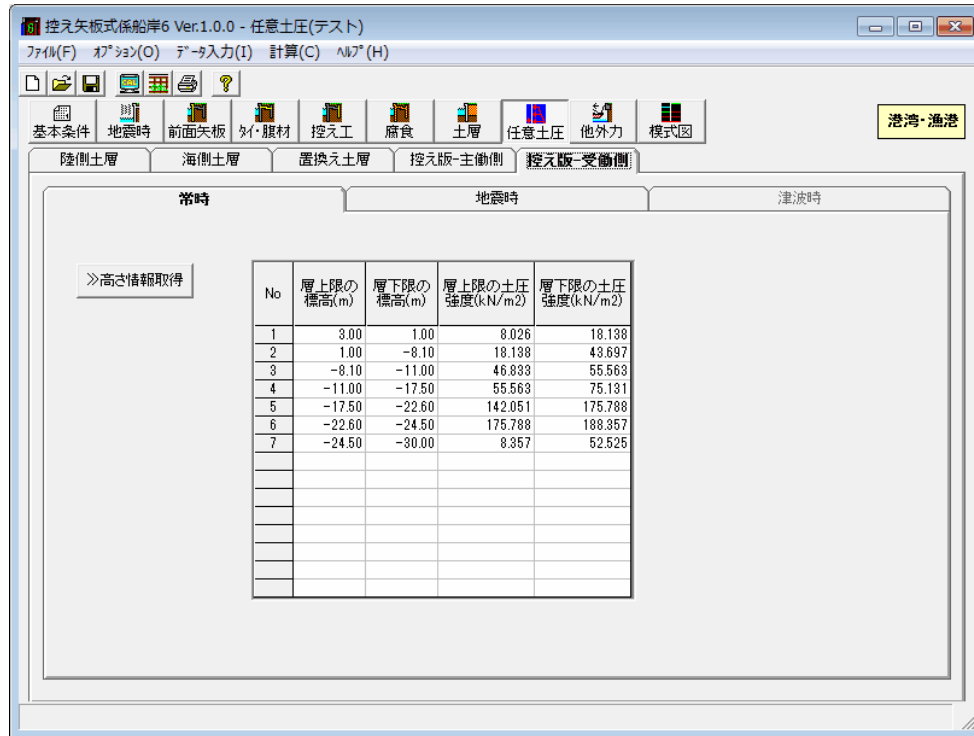 控え矢板式係船岸6 Ver.1.0.0 - 任意土圧(テスト)
ﾌｧｲﾙ(F) ｵﾌﾟｼｮﾝ(O) ﾃﾞｰﾀ入力(I) 計算(C) ﾍﾙﾌﾟ(H)
基本条件 地震時 前面矢板 ﾀｲ・腹材 控え工 腐食 土層 任意土圧 他外力 模式図 港湾・漁港
陸側土層 海側土層 置換え土層 控え版-主働側 控え版-受働側
常時 地震時 津波時
≫高さ情報取得
No 層上限の標高(m) 層下限の標高(m) 層上限の土圧強度(kN/m2) 層下限の土圧強度(kN/m2)
1 3.00 1.00 8.026 18.138
2 1.00 -8.10 18.138 43.697
3 -8.10 -11.00 46.833 55.563
4 -11.00 -17.50 55.563 75.131
5 -17.50 -22.60 142.051 175.788
6 -22.60 -24.50 175.788 188.357
7 -24.50 -30.00 8.357 52.525